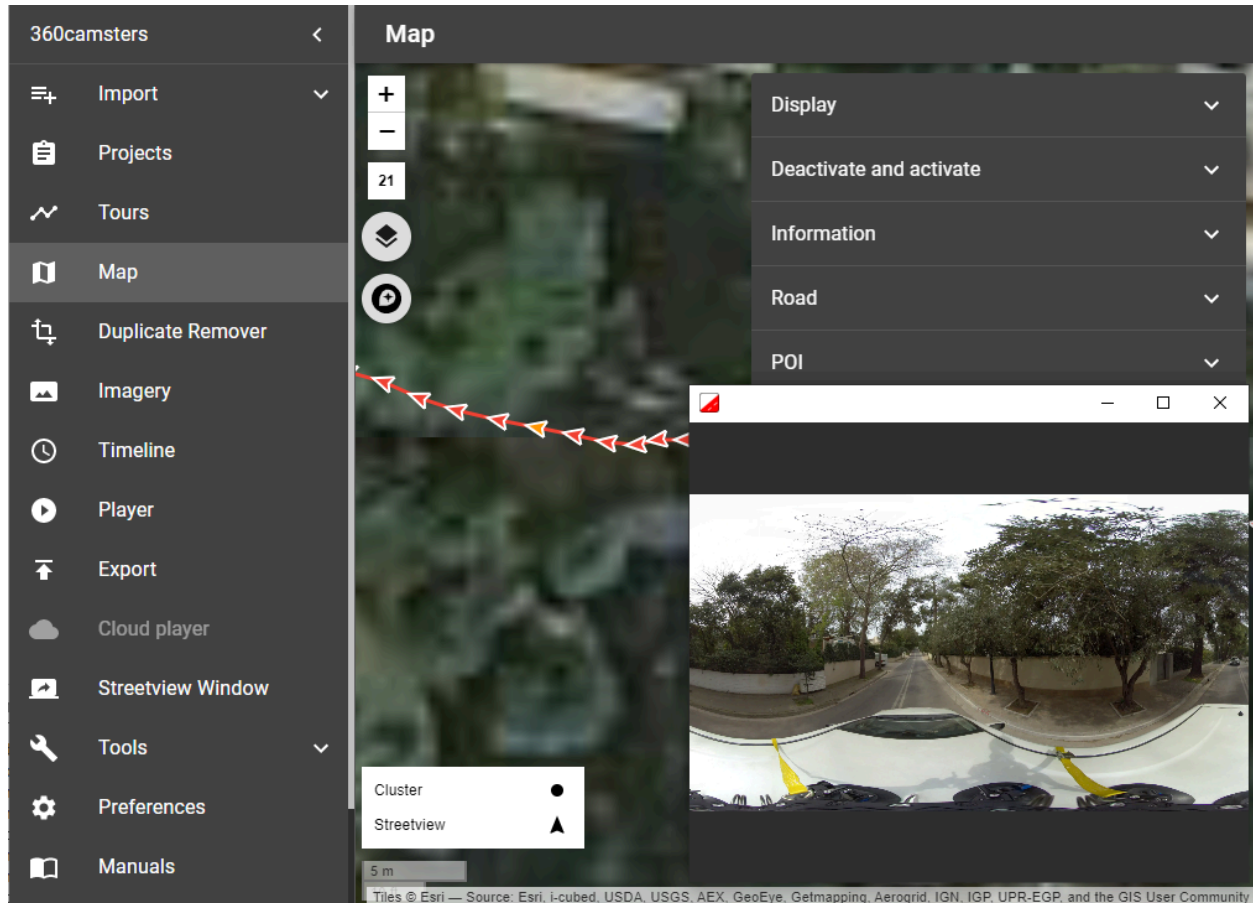 360camsters
Import
Projects
Tours
Map
Duplicate Remover
Imagery
Timeline
Player
Export
Cloud player
Streetview Window
Tools
Preferences
Manuals
Map
+
−
21
Display
Deactivate and activate
Information
Road
POI
Cluster
Streetview
5 m
Tiles © Esri — Source: Esri, i-cubed, USDA, USGS, AEX, GeoEye, Getmapping, Aerogrid, IGN, IGP, UPR-EGP, and the GIS User Community